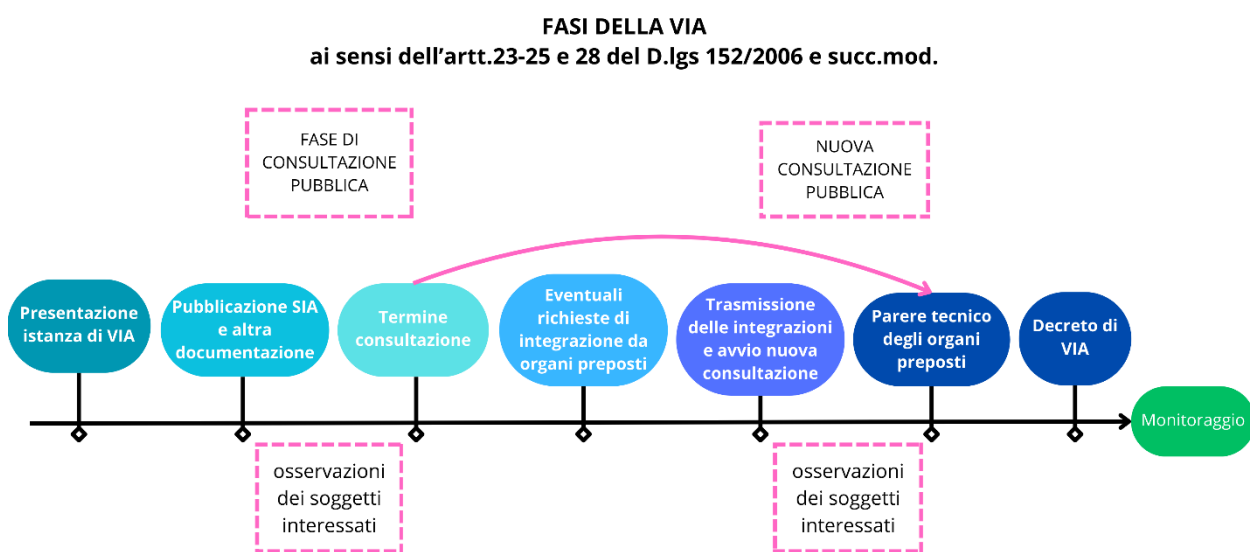 FASI DELLA VIA
ai sensi dell'artt.23-25 e 28 del D.lgs 152/2006 e succ.mod.
FASE DI
CONSULTAZIONE
PUBBLICA
NUOVA
CONSULTAZIONE
PUBBLICA
Presentazione
istanza di VIA
Pubblicazione SIA
e altra
documentazione
Termine
consultazione
Eventuali
richieste di
integrazione da
organi preposti
Trasmissione
delle integrazioni
e avvio nuova
consultazione
Parere tecnico
degli organi
preposti
Decreto di
VIA
Monitoraggio
osservazioni
dei soggetti
interessati
osservazioni
dei soggetti
interessati